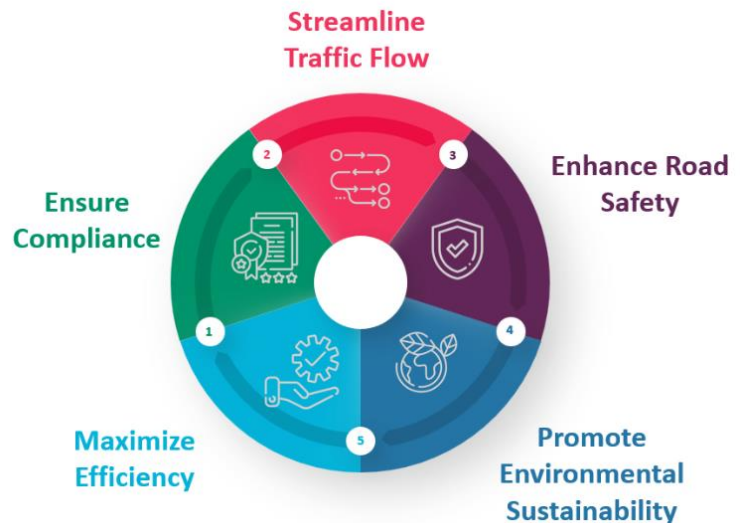 Streamline
Traffic Flow
2
3
Enhance Road
Safety
Ensure
Compliance
1
4
Maximize
Efficiency
5
Promote
Environmental
Sustainability